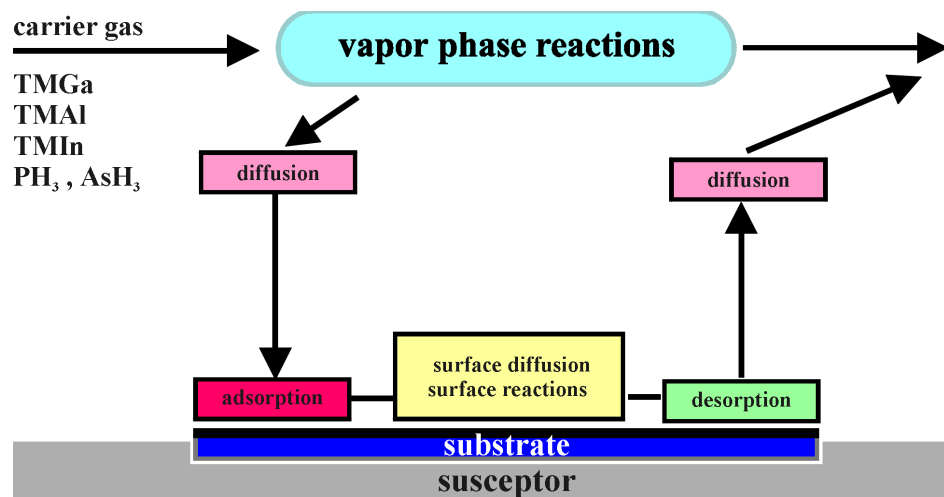 carrier gas
vapor phase reactions
TMGa
TMAl
TMIn
PH₃ , AsH₃
diffusion
diffusion
surface diffusion
surface reactions
adsorption
desorption
substrate
susceptor